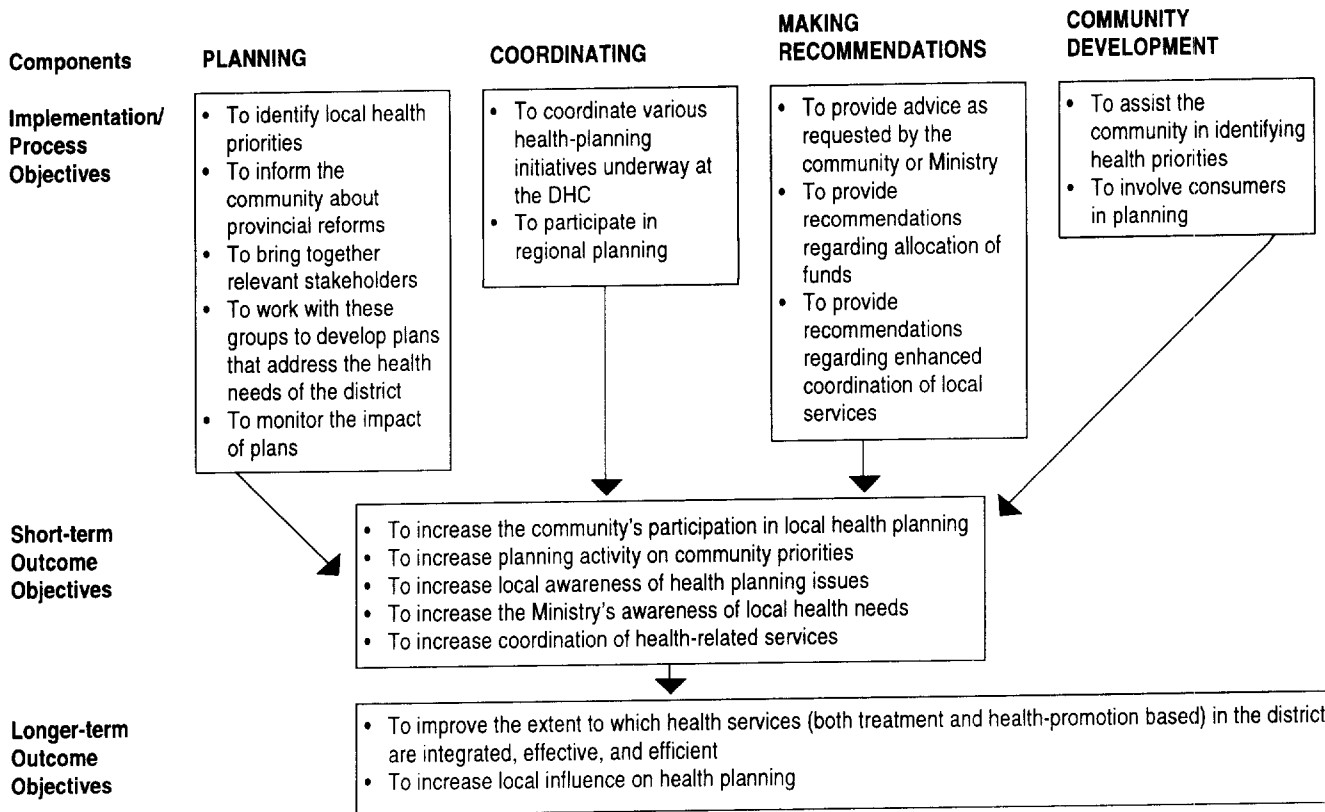 Components
PLANNING
COORDINATING
MAKING
RECOMMENDATIONS
COMMUNITY
DEVELOPMENT
Implementation/
Process
Objectives
• To identify local health
priorities
• To inform the
community about
provincial reforms
• To bring together
relevant stakeholders
• To work with these
groups to develop plans
that address the health
needs of the district
• To monitor the impact
of plans
• To coordinate various
health-planning
initiatives underway at
the DHC
• To participate in
regional planning
• To provide advice as
requested by the
community or Ministry
• To provide
recommendations
regarding allocation of
funds
• To provide
recommendations
regarding enhanced
coordination of local
services
• To assist the
community in identifying
health priorities
• To involve consumers
in planning
Short-term
Outcome
Objectives
• To increase the community's participation in local health planning
• To increase planning activity on community priorities
• To increase local awareness of health planning issues
• To increase the Ministry's awareness of local health needs
• To increase coordination of health-related services
Longer-term
Outcome
Objectives
• To improve the extent to which health services (both treatment and health-promotion based) in the district
are integrated, effective, and efficient
• To increase local influence on health planning